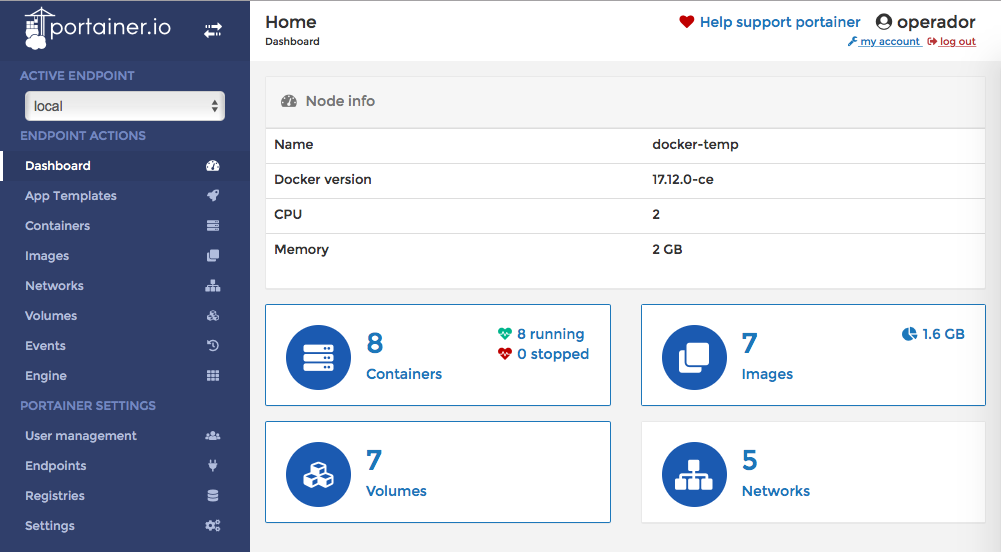 portainer.io
ACTIVE ENDPOINT
local
ENDPOINT ACTIONS
Dashboard
App Templates
Containers
Images
Networks
Volumes
Events
Engine
PORTAINER SETTINGS
User management
Endpoints
Registries
Settings
Home
Dashboard
Help support portainer
operador
my account
log out
Node info
Name docker-temp
Docker version 17.12.0-ce
CPU 2
Memory 2 GB
8
Containers
8 running
0 stopped
7
Images
1.6 GB
7
Volumes
5
Networks